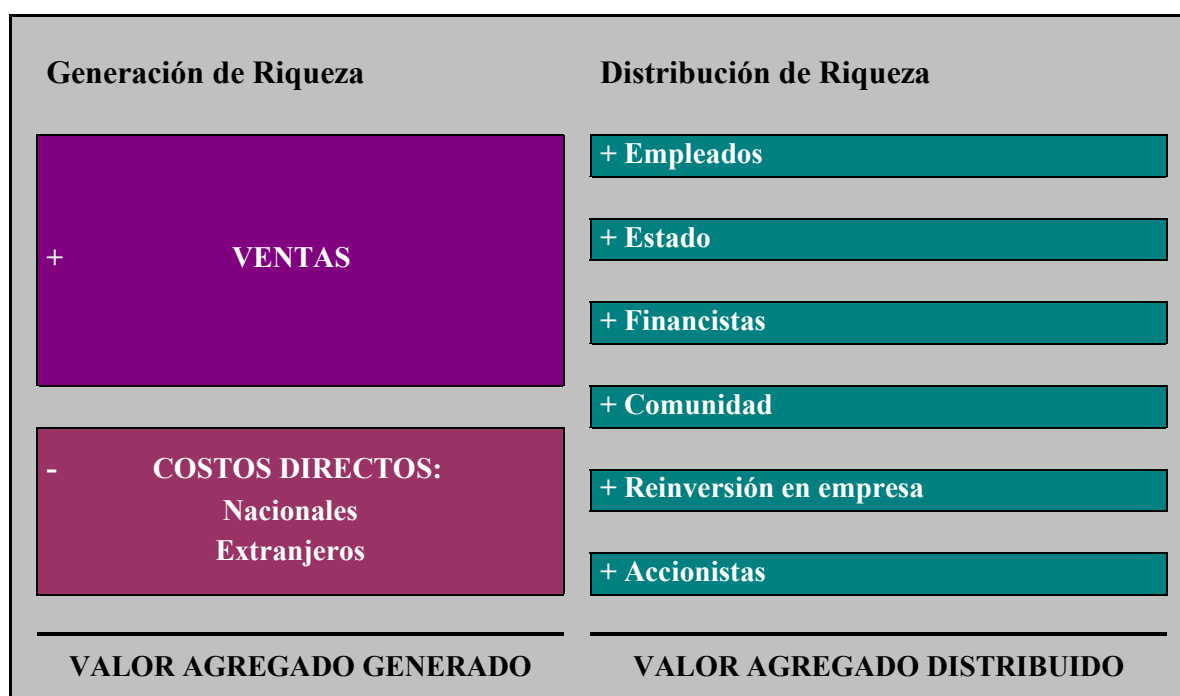 Generación de Riqueza
+ VENTAS
- COSTOS DIRECTOS:
Nacionales
Extranjeros
VALOR AGREGADO GENERADO
Distribución de Riqueza
+ Empleados
+ Estado
+ Financistas
+ Comunidad
+ Reinversión en empresa
+ Accionistas
VALOR AGREGADO DISTRIBUIDO